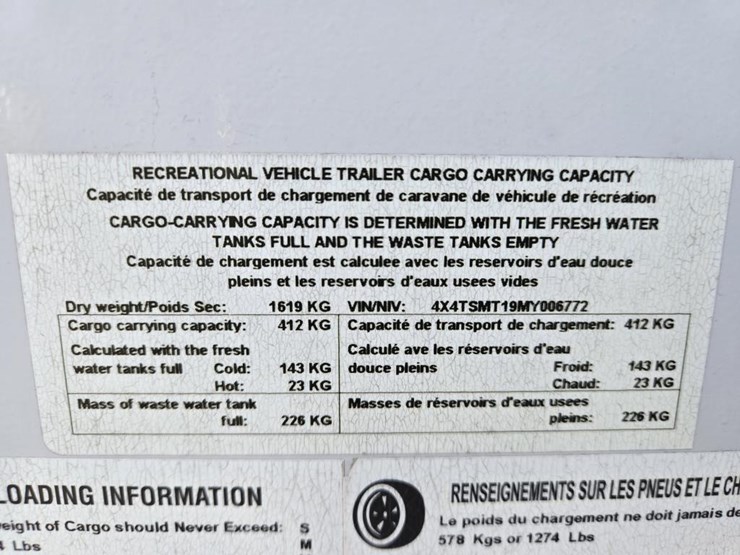 RECREATIONAL VEHICLE TRAILER CARGO CARRYING CAPACITY
Capacité de transport de chargement de caravane de véhicule de récréation
CARGO-CARRYING CAPACITY IS DETERMINED WITH THE FRESH WATER
TANKS FULL AND THE WASTE TANKS EMPTY
Capacité de chargement est calculee avec les reservoirs d'eau douce
pleins et les reservoirs d'eaux usees vides
Dry weight/Poids Sec: 1619 KG VIN/NIV: 4X4TSMT19MY006772
Cargo carrying capacity: 412 KG Capacité de transport de chargement: 412 KG
Calculated with the fresh Calculé ave les réservoirs d'eau
water tanks full Cold: 143 KG douce pleins Froid: 143 KG
Hot: 23 KG Chaud: 23 KG
Mass of waste water tank Masses de réservoirs d'eaux usees
full: 226 KG pleins: 226 KG
LOADING INFORMATION RENSEIGNEMENTS SUR LES PNEUS ET LE CH
eight of Cargo should Never Exceed: S Le poids du chargement ne doit jamais de
Lbs M 578 Kgs or 1274 Lbs